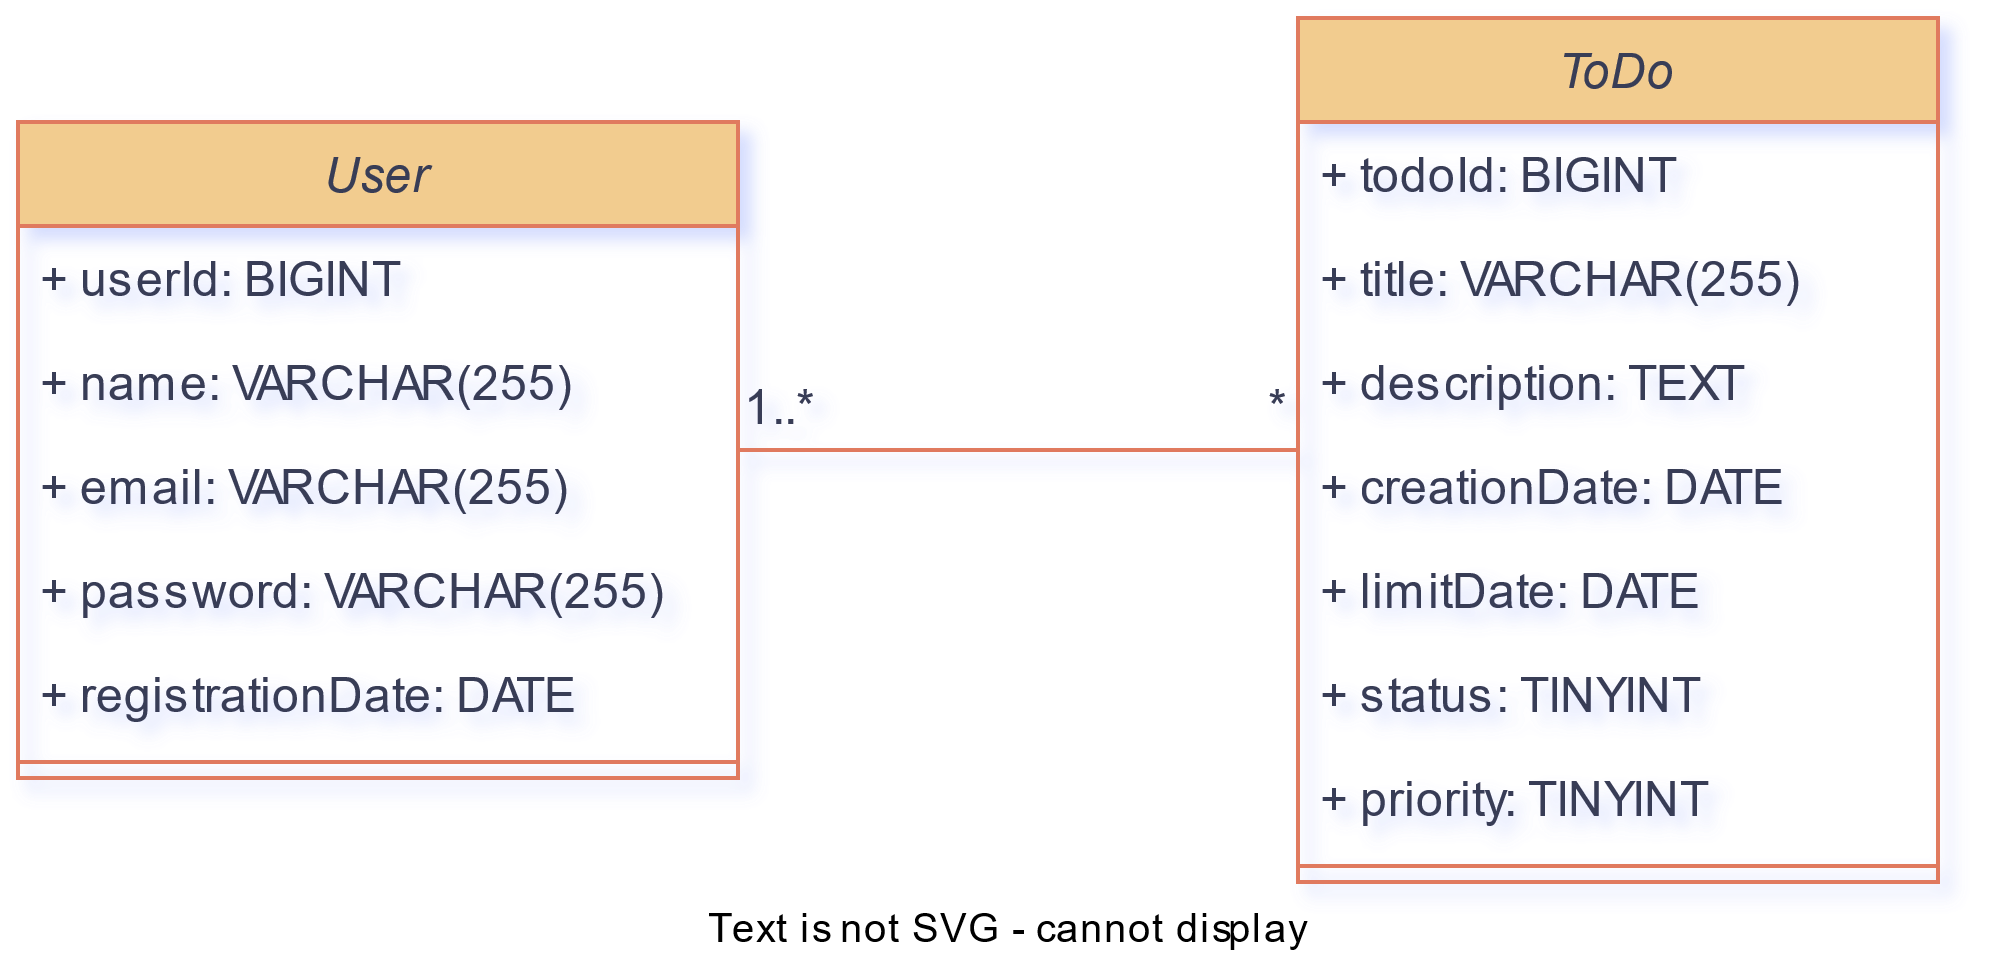 User
+ userId: BIGINT
+ name: VARCHAR(255)
+ email: VARCHAR(255)
+ password: VARCHAR(255)
+ registrationDate: DATE
1..*
*
ToDo
+ todoId: BIGINT
+ title: VARCHAR(255)
+ description: TEXT
+ creationDate: DATE
+ limitDate: DATE
+ status: TINYINT
+ priority: TINYINT
Text is not SVG - cannot display